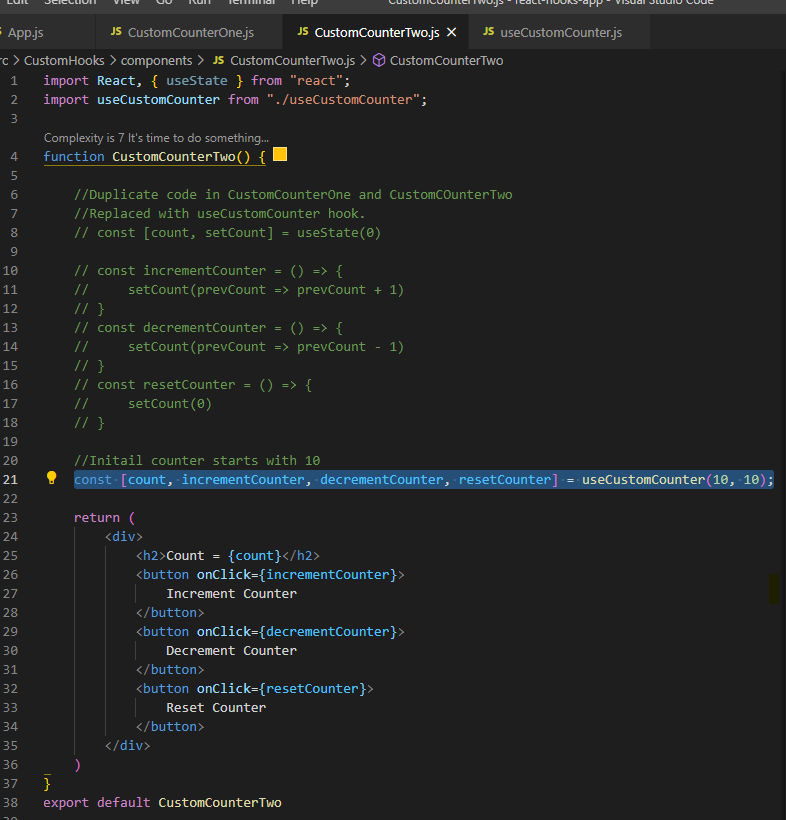 Edit Selection View Go Run Terminal Help CustomCounterTwo.js - react-hooks-app - Visual Studio Code
App.js JS CustomCounterOne.js JS CustomCounterTwo.js × JS useCustomCounter.js
rc > CustomHooks > components > JS CustomCounterTwo.js > CustomCounterTwo
1 import React, { useState } from "react";
2 import useCustomCounter from "./useCustomCounter";
3
Complexity is 7 It's time to do something...
4 function CustomCounterTwo() {
5
6 //Duplicate code in CustomCounterOne and CustomCOunterTwo
7 //Replaced with useCustomCounter hook.
8 // const [count, setCount] = useState(0)
9
10 // const incrementCounter = () => {
11 //     setCount(prevCount => prevCount + 1)
12 // }
13 // const decrementCounter = () => {
14 //     setCount(prevCount => prevCount - 1)
15 // }
16 // const resetCounter = () => {
17 //     setCount(0)
18 // }
19
20 //Initail counter starts with 10
21 const [count, incrementCounter, decrementCounter, resetCounter] = useCustomCounter(10, 10);
22
23 return (
24 <div>
25 <h2>Count = {count}</h2>
26 <button onClick={incrementCounter}>
27 Increment Counter
28 </button>
29 <button onClick={decrementCounter}>
30 Decrement Counter
31 </button>
32 <button onClick={resetCounter}>
33 Reset Counter
34 </button>
35 </div>
36 )
37 }
38 export default CustomCounterTwo
39